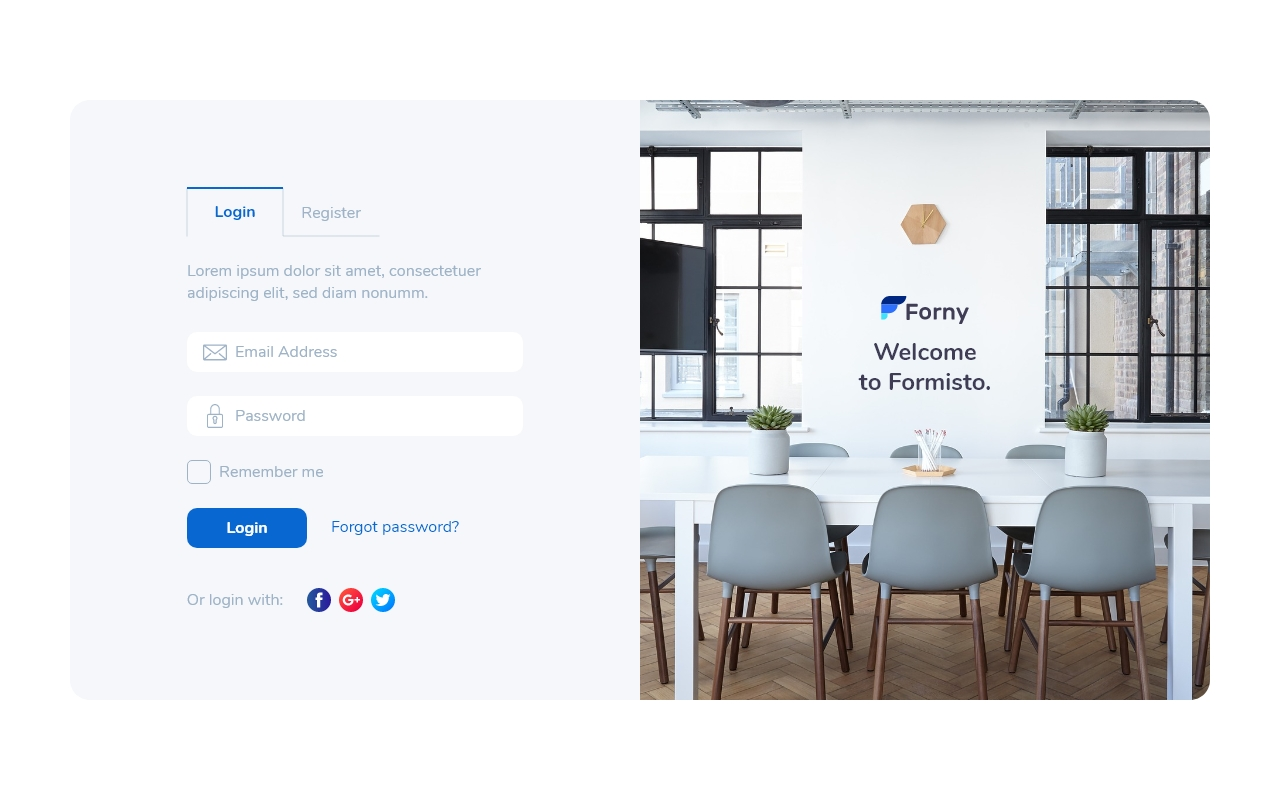 Login
Register
Lorem ipsum dolor sit amet, consectetuer
adipiscing elit, sed diam nonumm.
Email Address
Password
Remember me
Login
Forgot password?
Or login with:
Forny
Welcome
to Formisto.